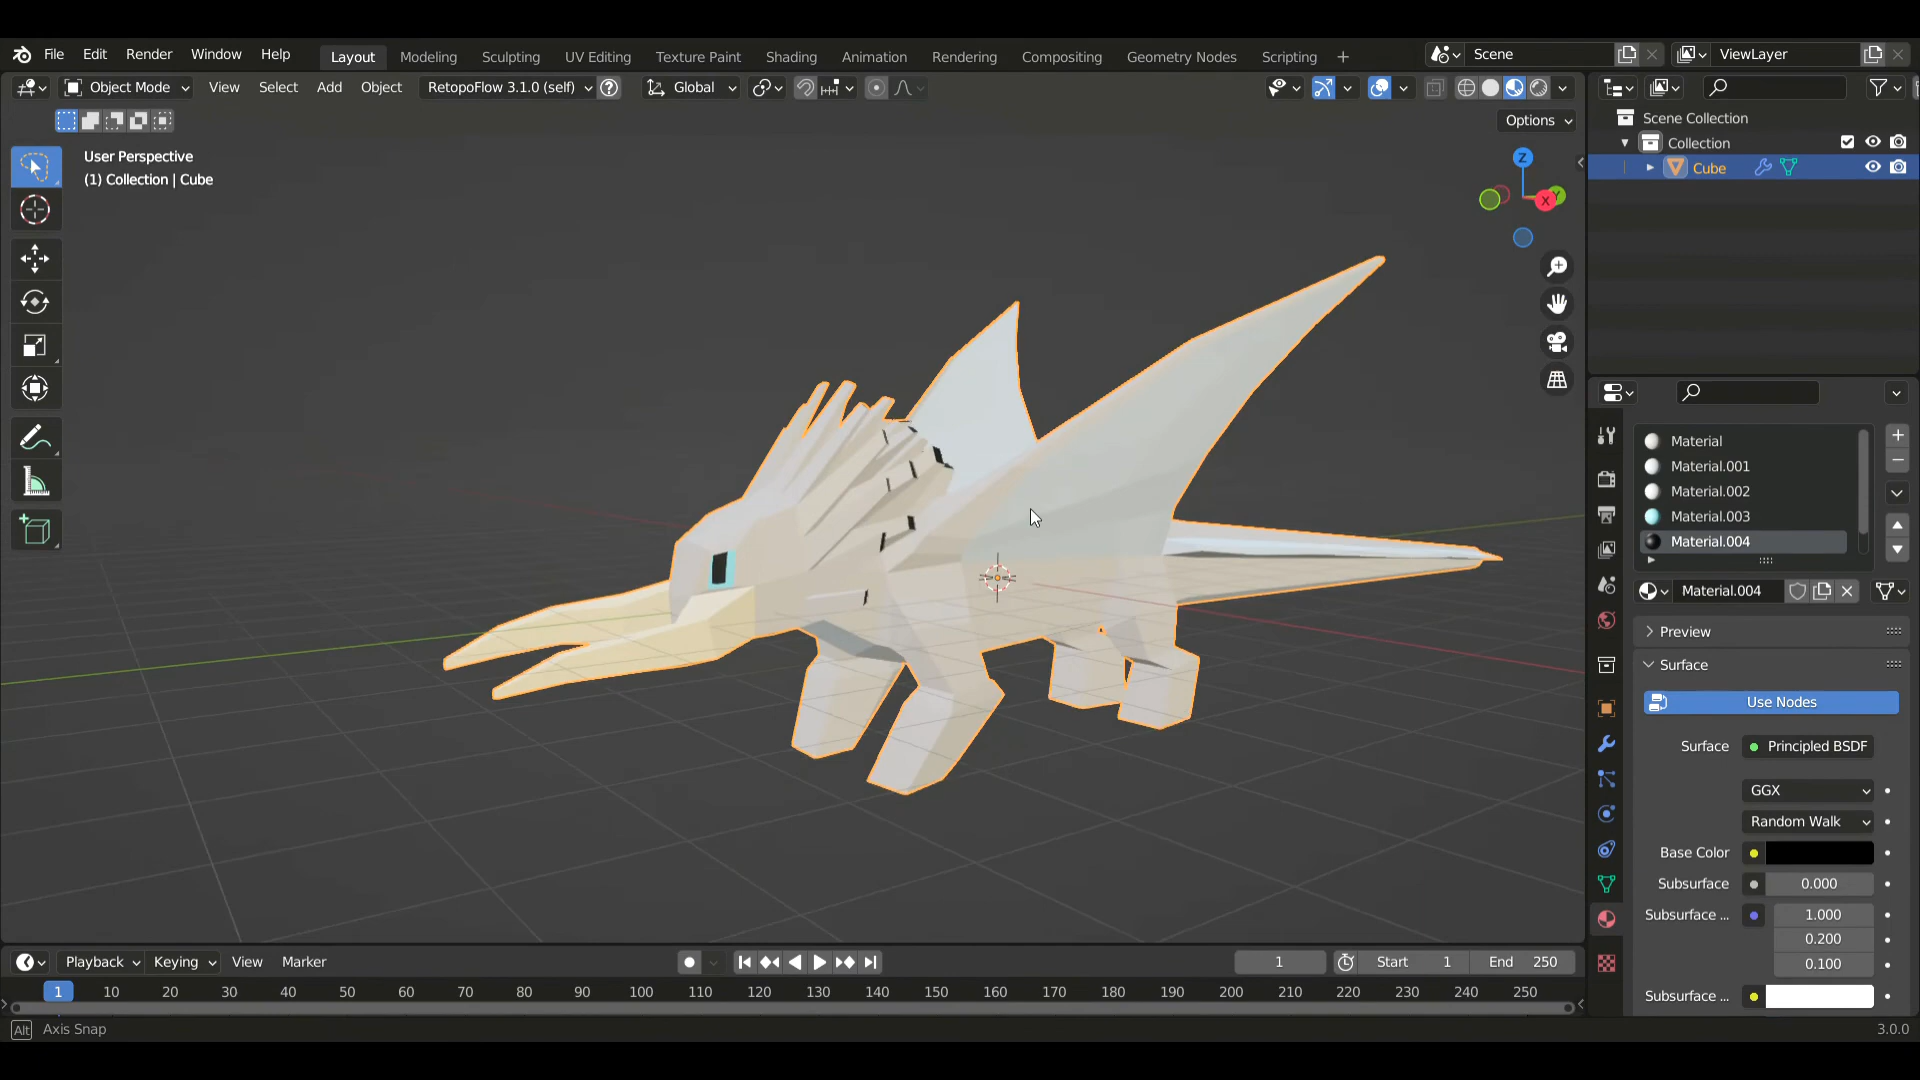 File Edit Render Window Help Layout Modeling Sculpting UV Editing Texture Paint Shading Animation Rendering Compositing Geometry Nodes Scripting + Scene ViewLayer
Object Mode View Select Add Object RetopoFlow 3.1.0 (self) Global
Options
User Perspective
(1) Collection | Cube
Z
Y
X
Scene Collection
Collection
Cube
Material
Material.001
Material.002
Material.003
Material.004
Material.004
Preview
Surface
Use Nodes
Surface Principled BSDF
GGX
Random Walk
Base Color
Subsurface 0.000
Subsurface ... 1.000
0.200
0.100
Subsurface ...
Playback Keying View Marker 1 Start 1 End 250
1 10 20 30 40 50 60 70 80 90 100 110 120 130 140 150 160 170 180 190 200 210 220 230 240 250
Alt Axis Snap 3.0.0